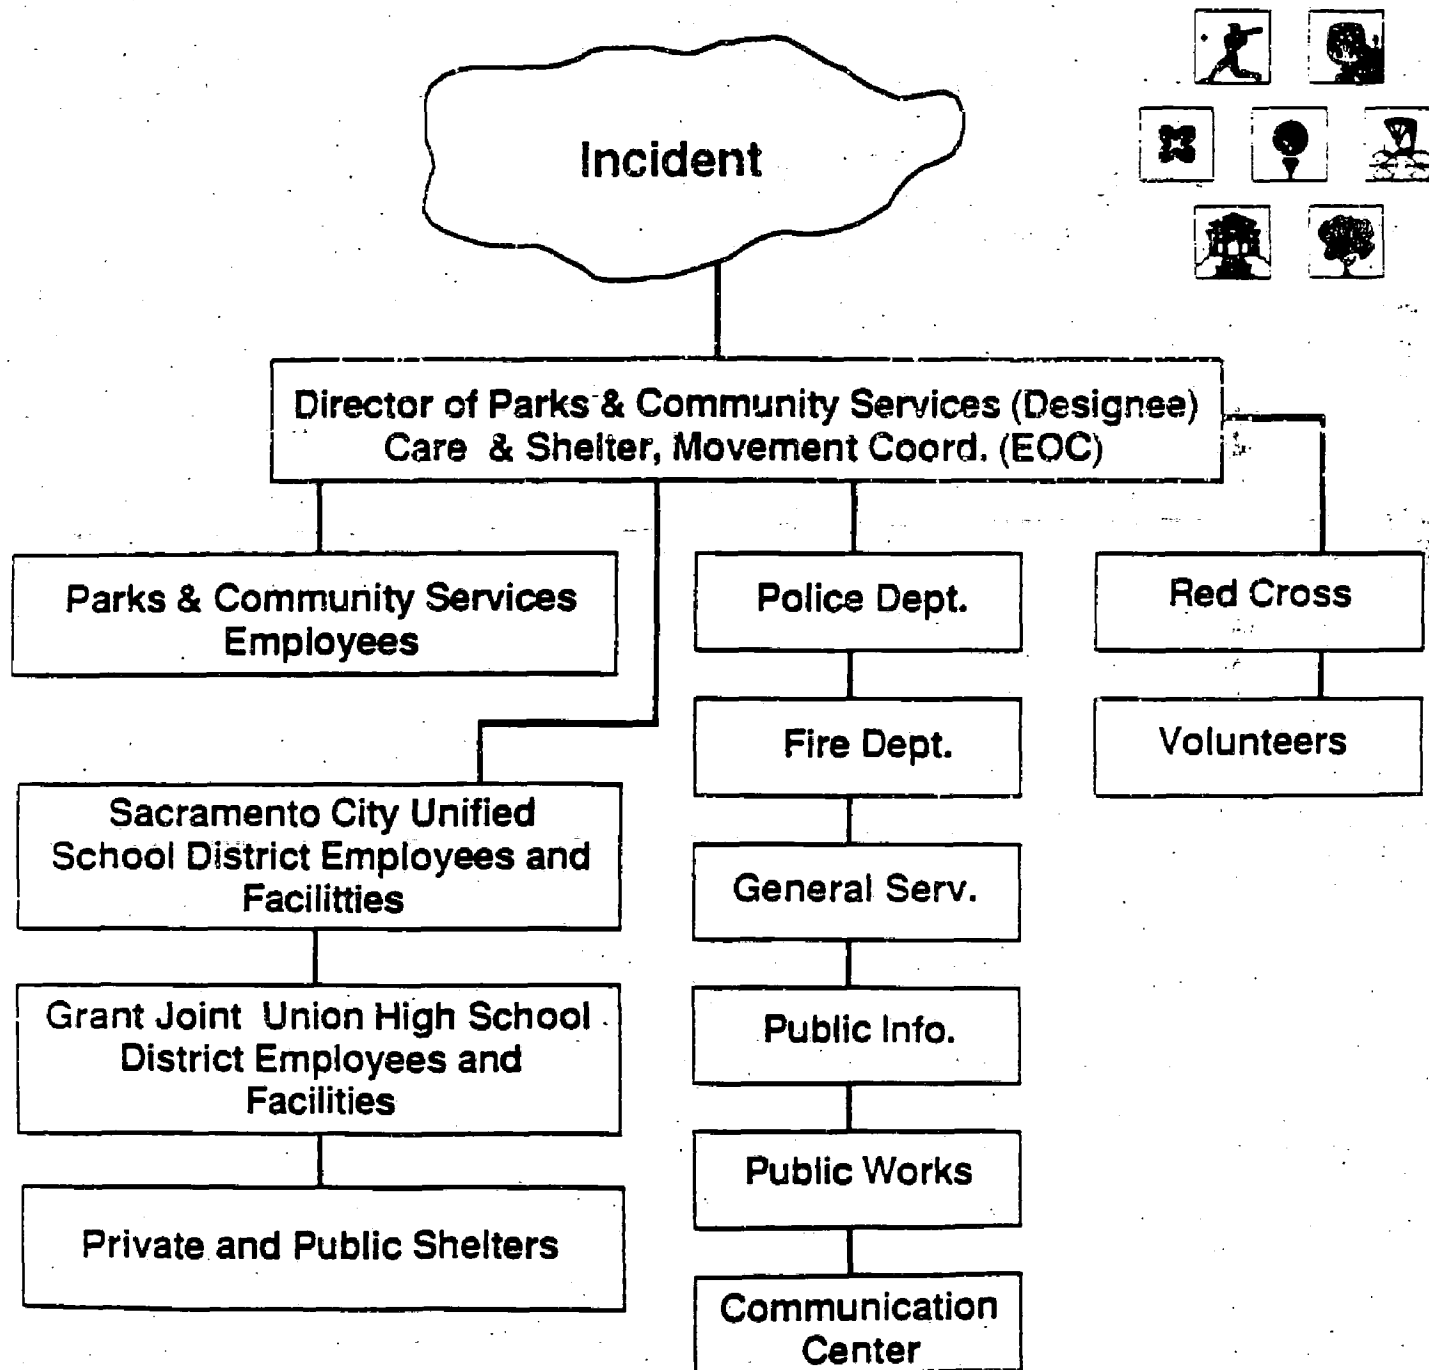 Incident
Director of Parks & Community Services (Designee)
Care & Shelter, Movement Coord. (EOC)
Parks & Community Services
Employees
Police Dept.
Red Cross
Fire Dept.
Volunteers
Sacramento City Unified
School District Employees and
Facilitties
General Serv.
Grant Joint Union High School
District Employees and
Facilities
Public Info.
Public Works
Private and Public Shelters
Communication
Center